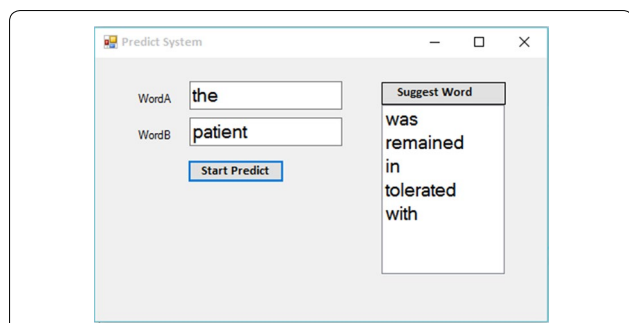 Predict System
WordA the
WordB patient
Start Predict
Suggest Word
was
remained
in
tolerated
with